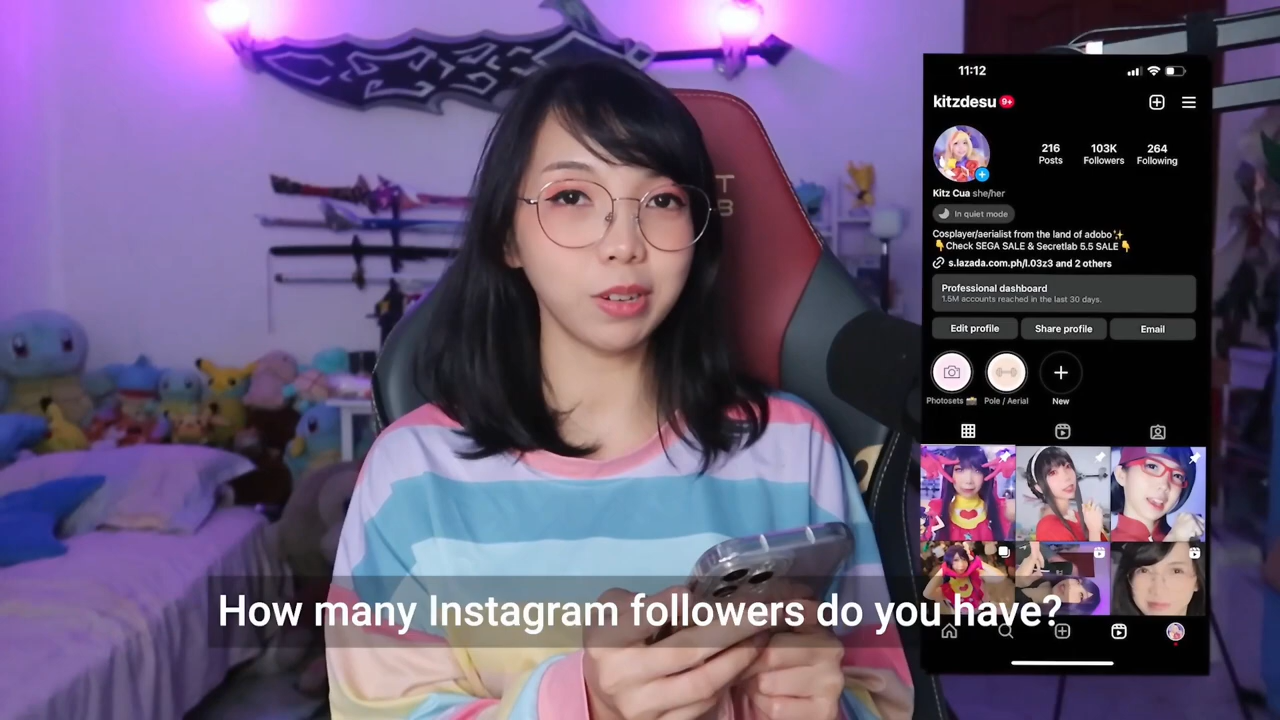 11:12
kitzdesu 9+
216 103K 264
Posts Followers Following
Kitz Cua she/her
In quiet mode
Cosplayer/aerialist from the land of adobo✨
👇Check SEGA SALE & Secretlab 5.5 SALE👇
s.lazada.com.ph/l.03z3 and 2 others
Professional dashboard
1.5M accounts reached in the last 30 days.
Edit profile Share profile Email
Photosets 📸 Pole / Aerial New
How many Instagram followers do you have?